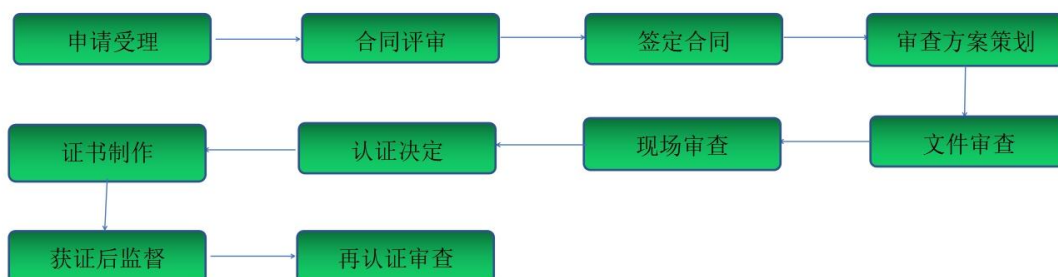 申请受理
合同评审
签定合同
审查方案策划
文件审查
现场审查
认证决定
证书制作
获证后监督
再认证审查